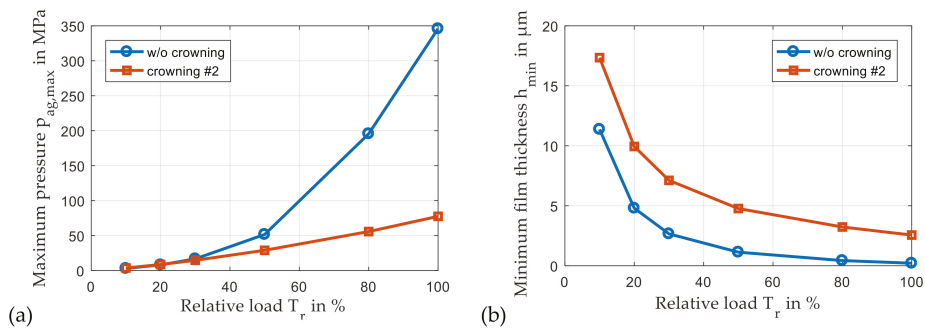 (a)
Maximum pressure p_ag,max in MPa
350
300
250
200
150
100
50
0
w/o crowning
crowning #2
0 20 40 60 80 100
Relative load T_r in %
(b)
Minimum film thickness h_min in μm
20
15
10
5
0
w/o crowning
crowning #2
0 20 40 60 80 100
Relative load T_r in %